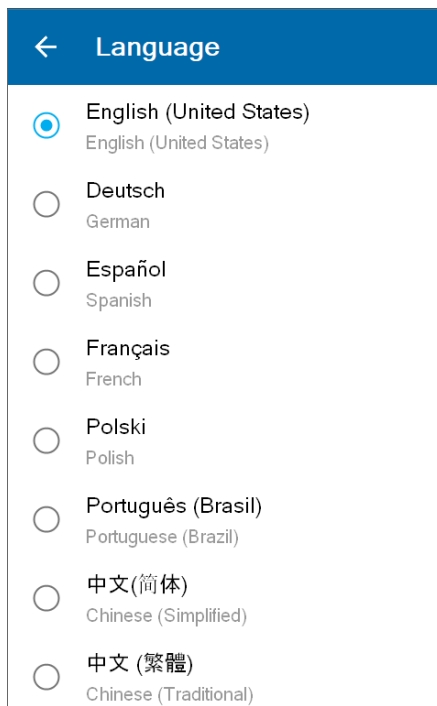 Language
English (United States)
English (United States)
Deutsch
German
Español
Spanish
Français
French
Polski
Polish
Português (Brasil)
Portuguese (Brazil)
中文(简体)
Chinese (Simplified)
中文 (繁體)
Chinese (Traditional)